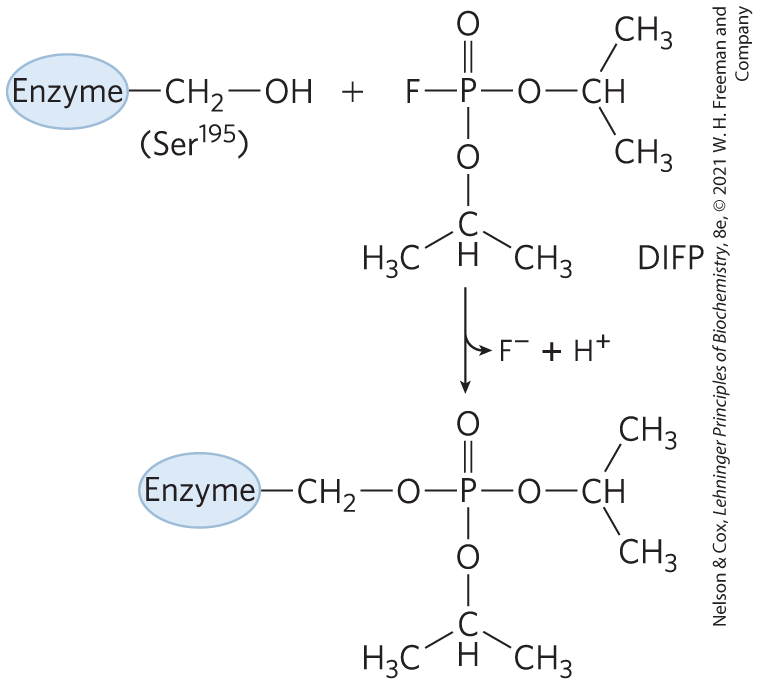 O
CH₃
Enzyme—CH₂—OH + F—P—O—CH
(Ser¹⁹⁵)
CH₃
O
C
H₃C H CH₃ DIFP
F⁻ + H⁺
O
CH₃
Enzyme—CH₂—O—P—O—CH
CH₃
O
C
H₃C H CH₃
Nelson & Cox, Lehninger Principles of Biochemistry, 8e, © 2021 W. H. Freeman and
Company